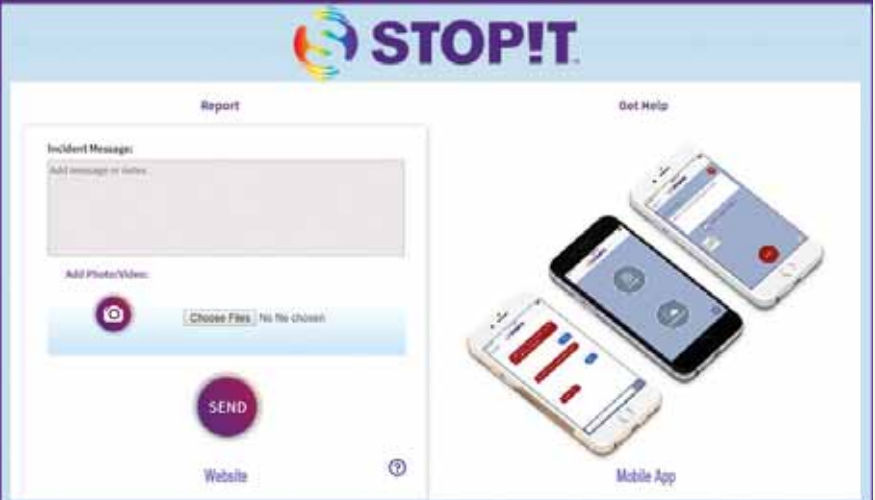 STOP!T
Report
Get Help
Incident Message:
Add message or notes
Add Photo/Video:
Choose Files No file chosen
SEND
Website
Mobile App